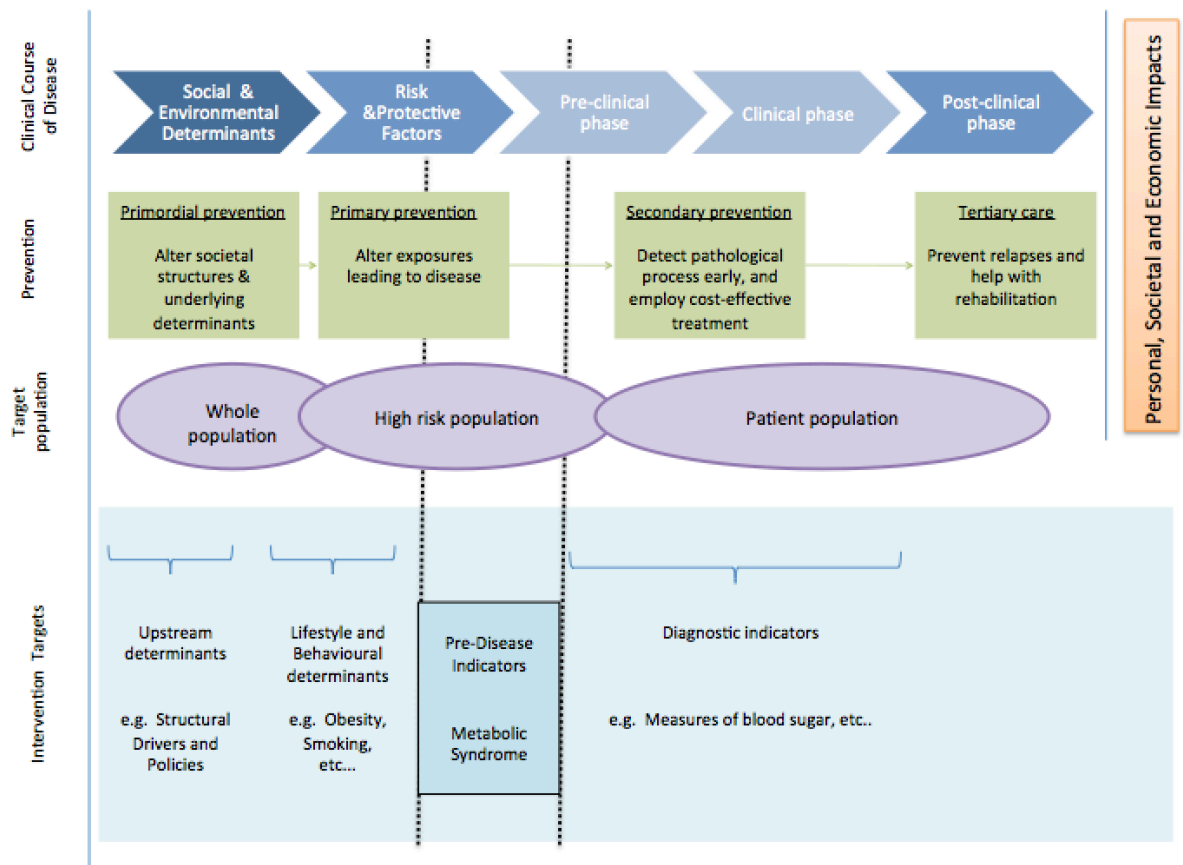 Clinical Course
of Disease
Social &
Environmental
Determinants
Risk
&Protective
Factors
Pre-clinical
phase
Clinical phase
Post-clinical
phase
Personal, Societal and Economic Impacts
Prevention
Primordial prevention
Alter societal
structures &
underlying
determinants
Primary prevention
Alter exposures
leading to disease
Secondary prevention
Detect pathological
process early, and
employ cost-effective
treatment
Tertiary care
Prevent relapses and
help with
rehabilitation
Target
population
Whole
population
High risk population
Patient population
Intervention Targets
Upstream
determinants
e.g. Structural
Drivers and
Policies
Lifestyle and
Behavioural
determinants
e.g. Obesity,
Smoking,
etc...
Pre-Disease
Indicators
Metabolic
Syndrome
Diagnostic indicators
e.g. Measures of blood sugar, etc..